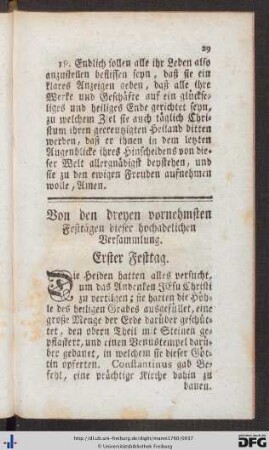 29
15. Endlich sollen alle ihr Leben also
anzustellen beflissen seyn, daß sie ein
klares Anzeigen geben, daß alle ihre
Werke und Geschäfte auf ein glückse-
liges und heiliges Ende gerichtet seyn,
zu welchem Ziel sie auch täglich Chri-
stum ihren gecreutzigten Heiland bitten
werden, daß er ihnen in dem letzten
Augenblicke ihres Hinscheidens von die-
ser Welt allergnädigst beystehen, und
sie zu den ewigen Freuden aufnehmen
wolle, Amen.
Von den dreyen vornehmsten
Festtägen dieser hochadelichen
Versammlung.
Erster Festtag.
Die Heiden hatten alles versucht,
um das Andenken JEsu Christi
zu vertilgen; sie hatten die Höh-
le des heiligen Grabes ausgefüllet, eine
große Menge der Erde darüber geschüt-
tet, den obern Theil mit Steinen ge-
pflastert, und einen Venustempel darü-
ber gebauet, in welchem sie dieser Göt-
tin opferten. Constantinus gab Be-
fehl, eine prächtige Kirche dahin zu
bauen.
http://dl.ub.uni-freiburg.de/diglit/mann1760/0037
© Universitätsbibliothek Freiburg
Gefördert durch
DFG